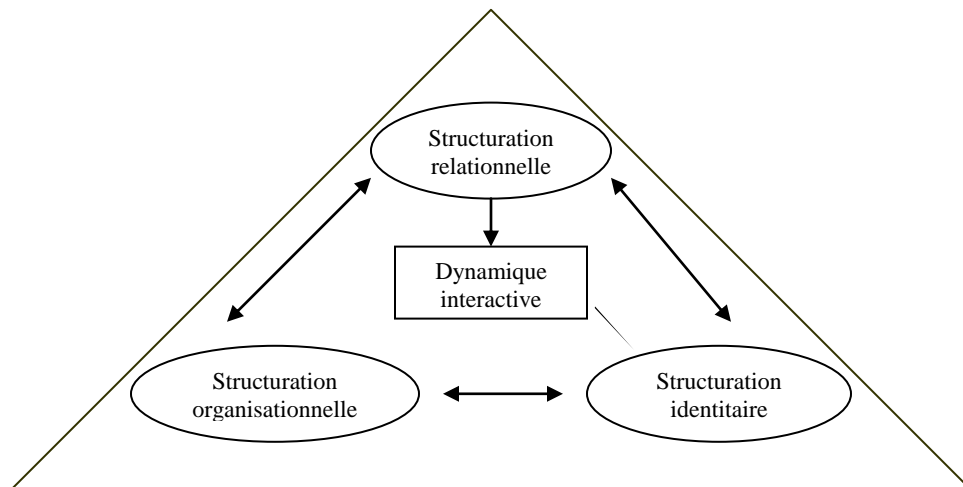 Structuration
relationnelle
Dynamique
interactive
Structuration
organisationnelle
Structuration
identitaire